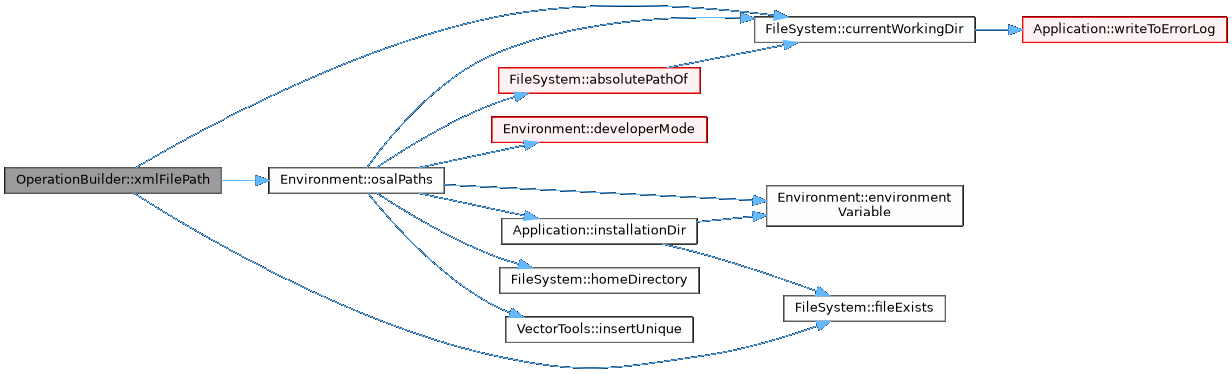 FileSystem::currentWorkingDir
Application::writeToErrorLog
FileSystem::absolutePathOf
Environment::developerMode
OperationBuilder::xmlFilePath
Environment::osalPaths
Environment::environment
Variable
Application::installationDir
FileSystem::homeDirectory
FileSystem::fileExists
VectorTools::insertUnique